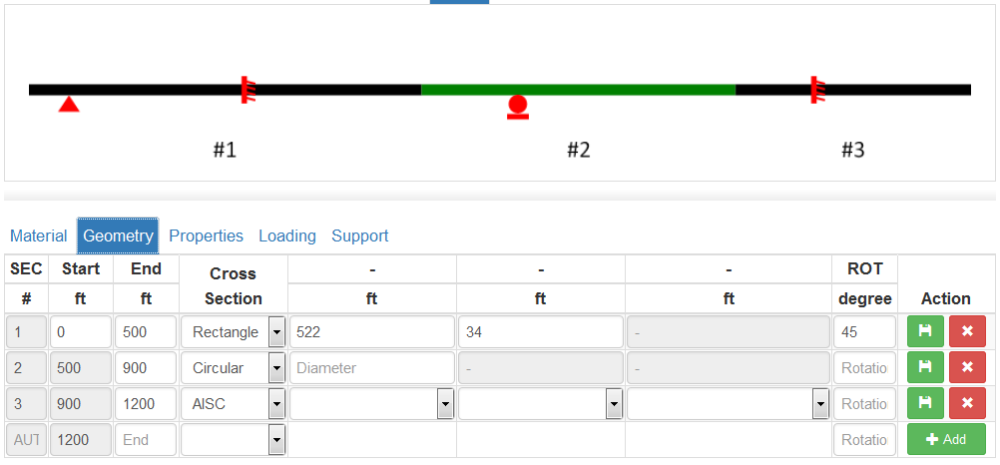 #1 #2 #3
Material Geometry Properties Loading Support
SEC Start End Cross Section - - - ROT Action
# ft ft ft ft ft degree
1 0 500 Rectangle 522 34 - 45
2 500 900 Circular Diameter - - Rotatio
3 900 1200 AISC Rotatio
AUT 1200 End Rotatio Add